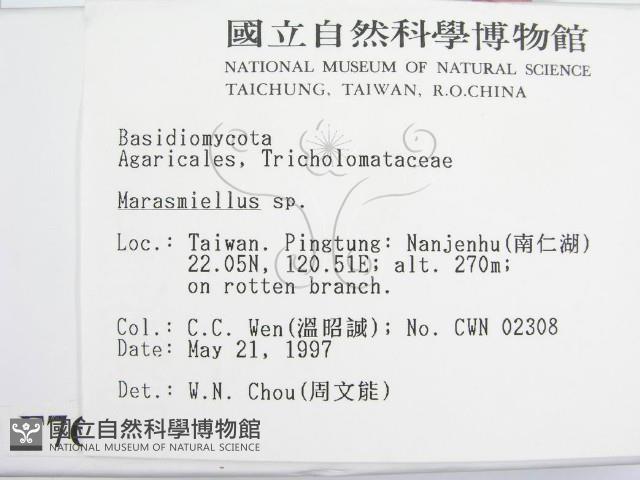 國立自然科學博物館
NATIONAL MUSEUM OF NATURAL SCIENCE
TAICHUNG, TAIWAN, R.O.CHINA
Basidiomycota
Agaricales, Tricholomataceae
Marasmiellus sp.
Loc.: Taiwan. Pingtung: Nanjenhu(南仁湖)
22.05N, 120.51E; alt. 270m;
on rotten branch.
Col.: C.C. Wen(溫昭誠); No. CWN 02308
Date: May 21, 1997
Det.: W.N. Chou(周文能)
國立自然科學博物館
NATIONAL MUSEUM OF NATURAL SCIENCE